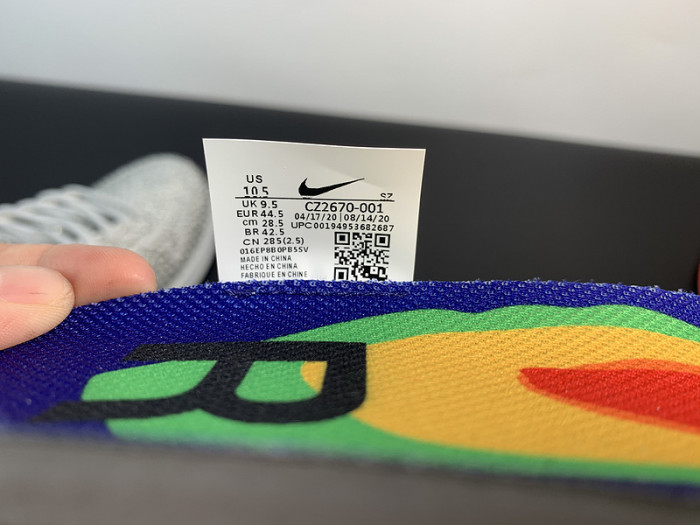 US
10.5
SZ
UK 9.5
EUR 44.5
cm 28.5
BR 42.5
CN 285(2.5)
016EP8B0PB5SV
MADE IN CHINA
HECHO EN CHINA
FABRIQUE EN CHINE
CZ2670-001
04/17/20 | 08/14/20
UPC00194953682687
R